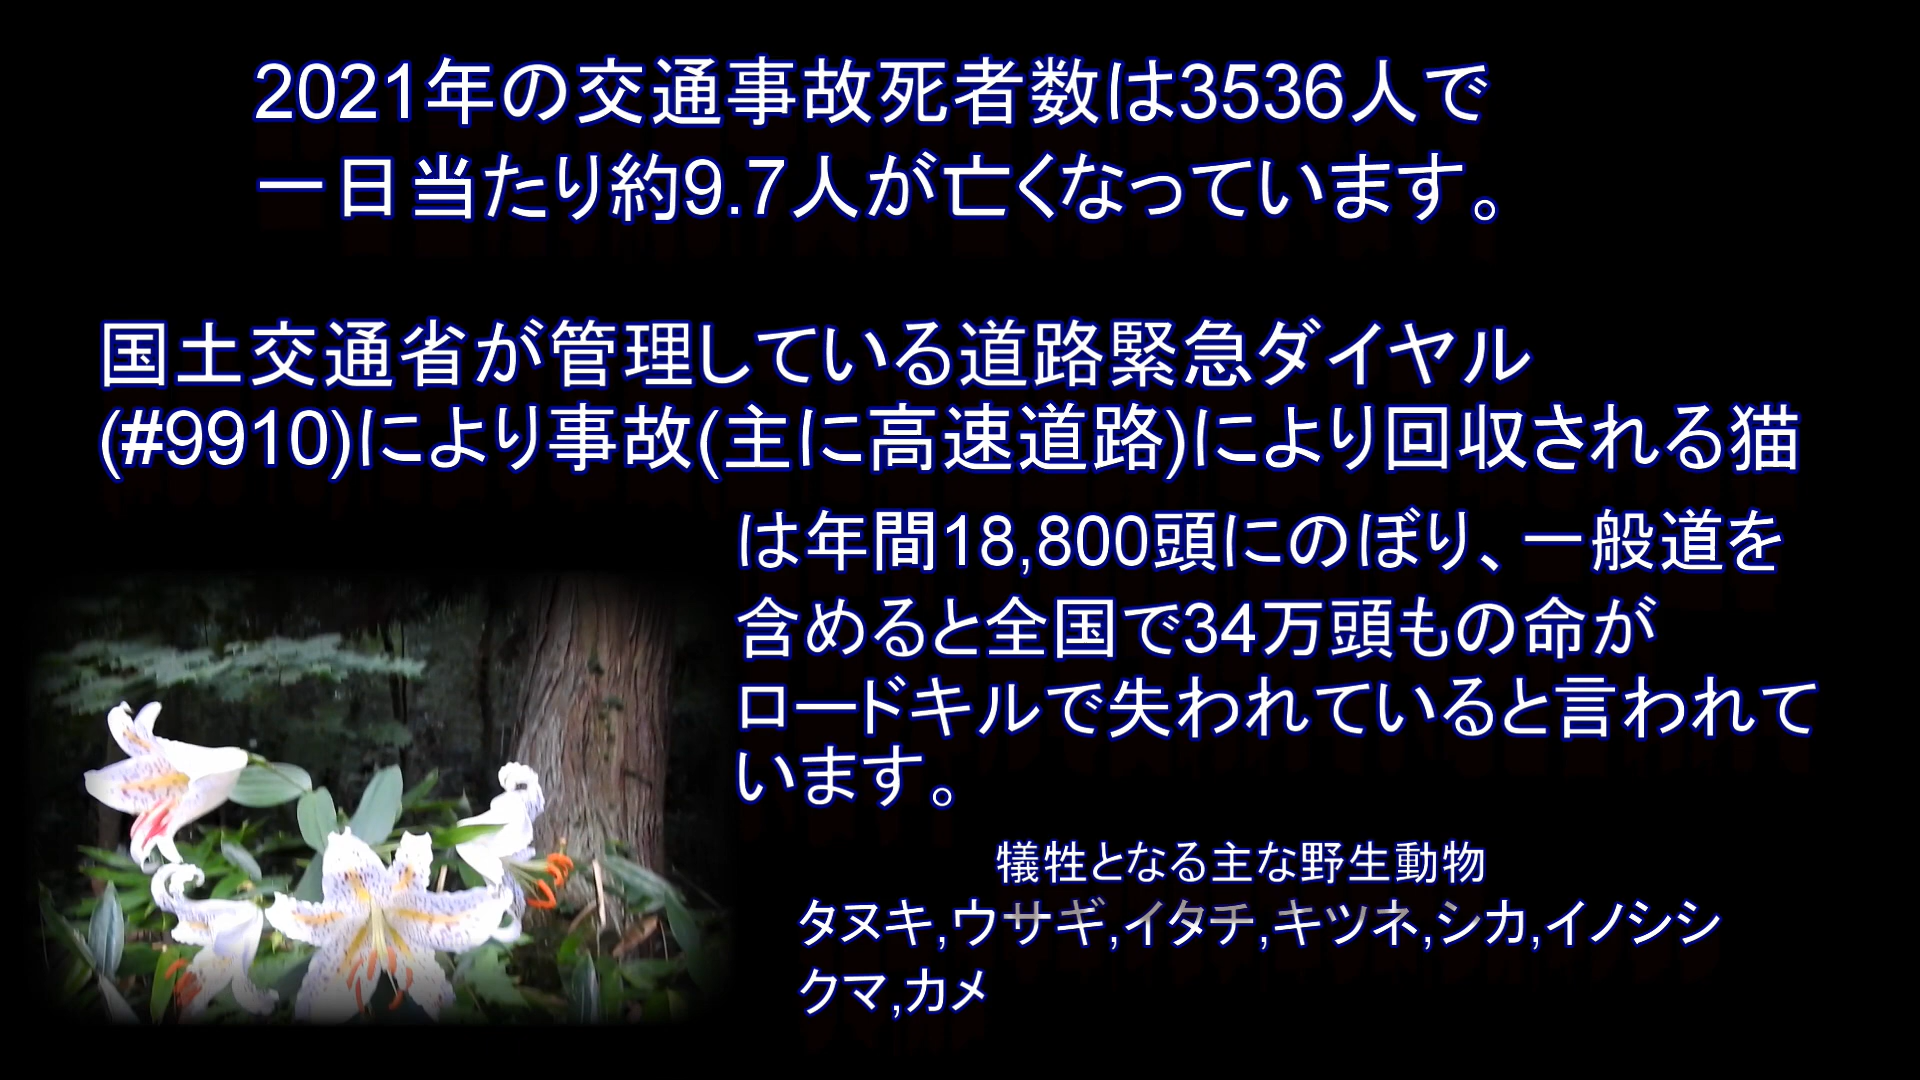 2021年の交通事故死者数は3536人で
一日当たり約9.7人が亡くなっています。
国土交通省が管理している道路緊急ダイヤル
(#9910)により事故(主に高速道路)により回収される猫
は年間18,800頭にのぼり、一般道を
含めると全国で34万頭もの命が
ロードキルで失われていると言われて
います。
犠牲となる主な野生動物
タヌキ,ウサギ,イタチ,キツネ,シカ,イノシシ
クマ,カメ